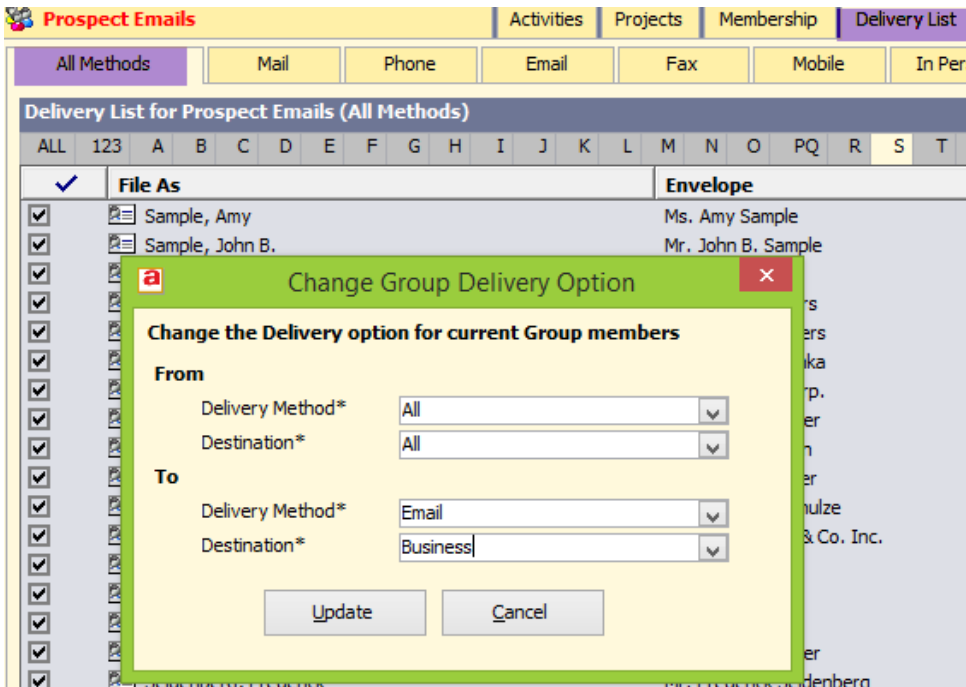 Prospect Emails Activities Projects Membership Delivery List
All Methods Mail Phone Email Fax Mobile In Per
Delivery List for Prospect Emails (All Methods)
ALL 123 A B C D E F G H I J K L M N O PQ R S T
File As Envelope
Sample, Amy Ms. Amy Sample
Sample, John B. Mr. John B. Sample
a Change Group Delivery Option
rs
Change the Delivery option for current Group members
ers
ika
From
rp.
Delivery Method* All
er
Destination* All
n
To
er
Delivery Method* Email
hulze
Destination* Business
& Co. Inc.
Update Cancel
er